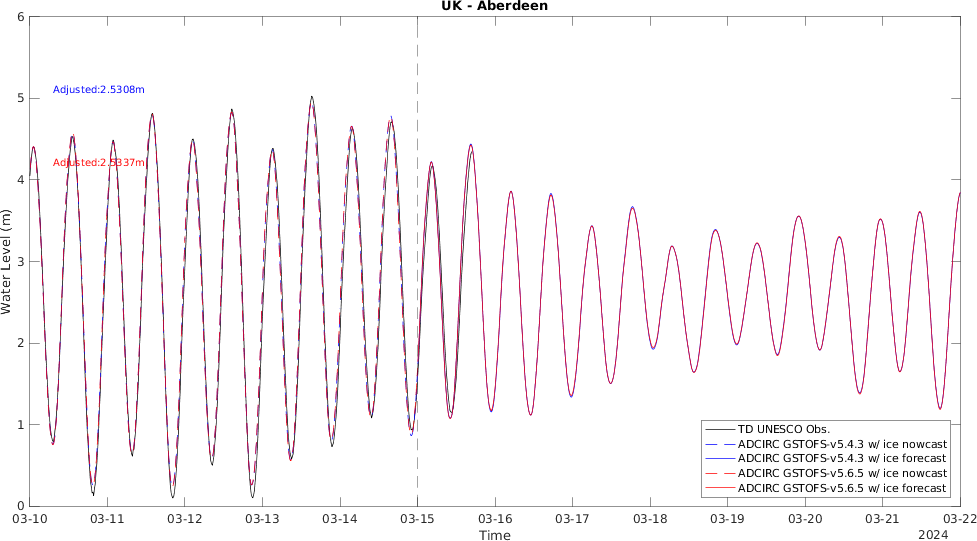 UK - Aberdeen
6
5
4
3
2
1
0
Water Level (m)
Adjusted:2.5308m
Adjusted:2.5337m
TD UNESCO Obs.
ADCIRC GSTOFS-v5.4.3 w/ ice nowcast
ADCIRC GSTOFS-v5.4.3 w/ ice forecast
ADCIRC GSTOFS-v5.6.5 w/ ice nowcast
ADCIRC GSTOFS-v5.6.5 w/ ice forecast
03-10 03-11 03-12 03-13 03-14 03-15 03-16 03-17 03-18 03-19 03-20 03-21 03-22
Time
2024